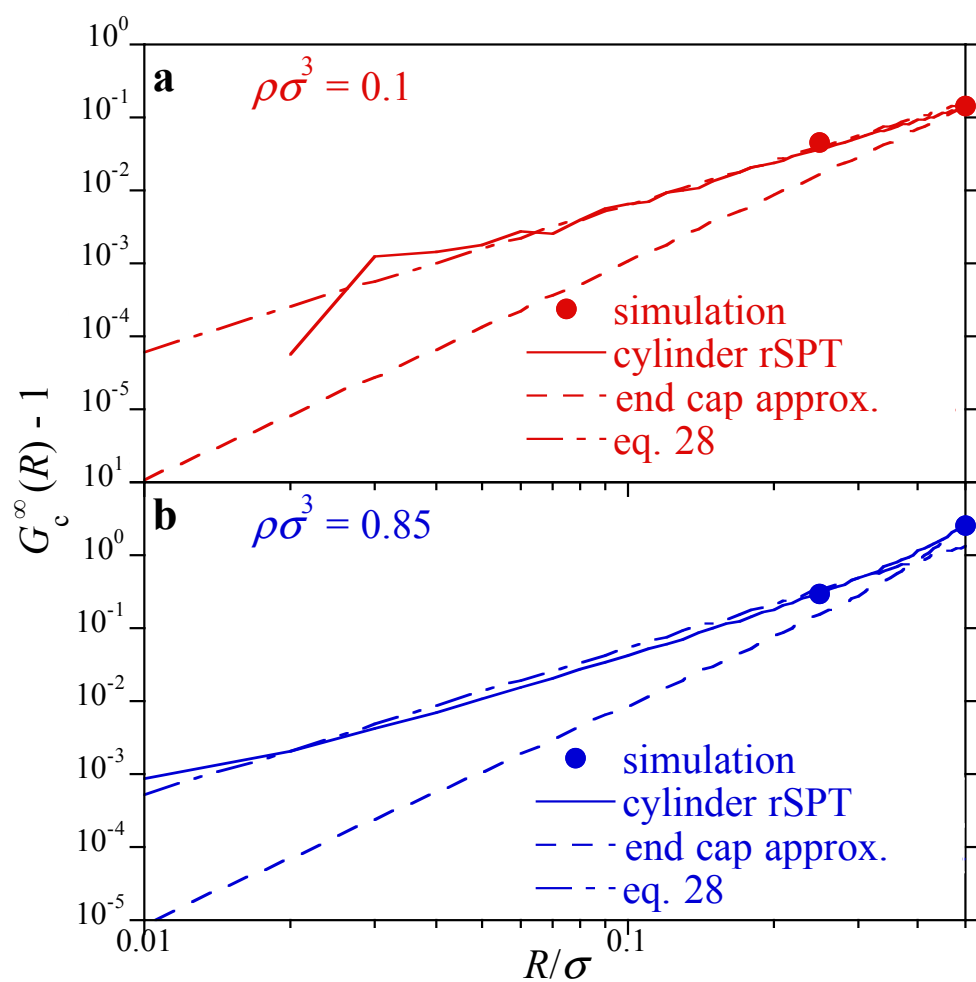 10^0
a
ρσ^3 = 0.1
10^-1
10^-2
10^-3
10^-4
10^-5
10^1
simulation
cylinder rSPT
end cap approx.
eq. 28
b
ρσ^3 = 0.85
10^0
10^-1
10^-2
10^-3
10^-4
10^-5
simulation
cylinder rSPT
end cap approx.
eq. 28
G_c^∞(R) - 1
0.01
0.1
R/σ